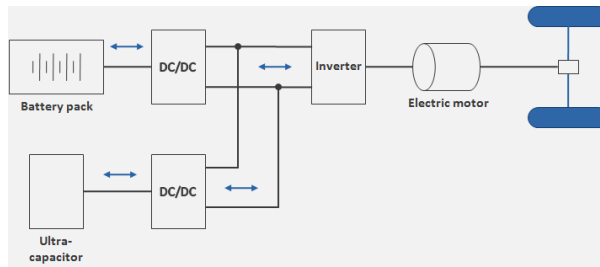 DC/DC
Inverter
Battery pack
Electric motor
DC/DC
Ultra-
capacitor